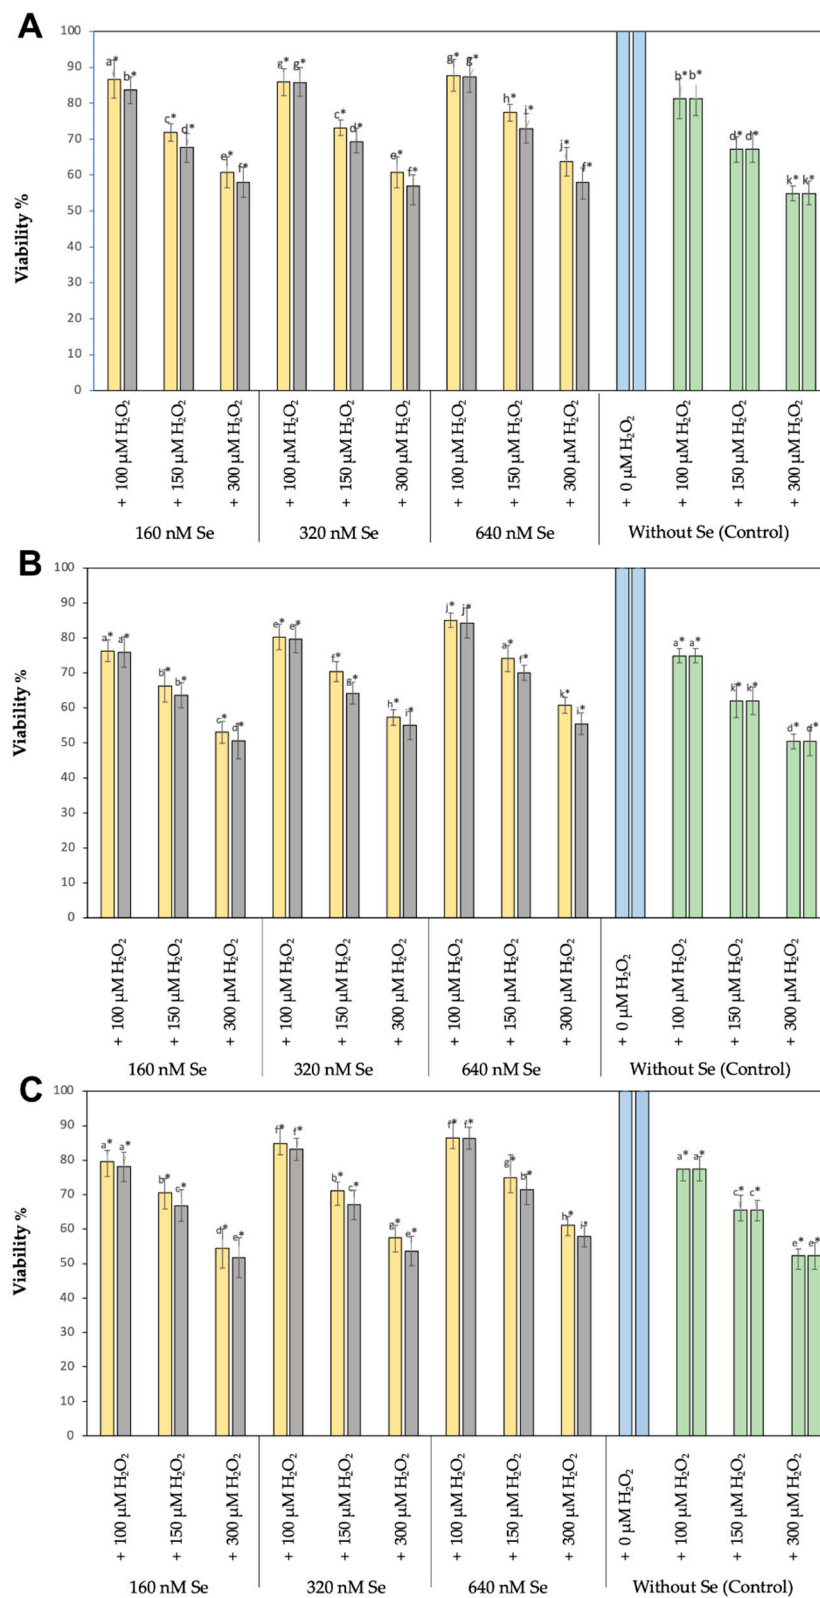 A
100
90
80
70
60
50
40
30
20
10
0
Viability %
a* b* c* d* e* f* g* g* c* d* e* f* g* g* h* i* j* f* b* b* d* d* k* k*
+ 100 µM H₂O₂
+ 150 µM H₂O₂
+ 300 µM H₂O₂
+ 100 µM H₂O₂
+ 150 µM H₂O₂
+ 300 µM H₂O₂
+ 100 µM H₂O₂
+ 150 µM H₂O₂
+ 300 µM H₂O₂
+ 0 µM H₂O₂
+ 100 µM H₂O₂
+ 150 µM H₂O₂
+ 300 µM H₂O₂
160 nM Se 320 nM Se 640 nM Se Without Se (Control)
B
100
90
80
70
60
50
40
30
20
10
0
Viability %
a* a* b* b* c* d* e* e* f* g* h* i* j* j* a* f* k* i* a* a* k* k* d* d*
+ 100 µM H₂O₂
+ 150 µM H₂O₂
+ 300 µM H₂O₂
+ 100 µM H₂O₂
+ 150 µM H₂O₂
+ 300 µM H₂O₂
+ 100 µM H₂O₂
+ 150 µM H₂O₂
+ 300 µM H₂O₂
+ 0 µM H₂O₂
+ 100 µM H₂O₂
+ 150 µM H₂O₂
+ 300 µM H₂O₂
160 nM Se 320 nM Se 640 nM Se Without Se (Control)
C
100
90
80
70
60
50
40
30
20
10
0
Viability %
a* a* b* c* d* e* f* f* b* c* g* e* f* f* g* b* h* i* a* a* c* c* e* e*
+ 100 µM H₂O₂
+ 150 µM H₂O₂
+ 300 µM H₂O₂
+ 100 µM H₂O₂
+ 150 µM H₂O₂
+ 300 µM H₂O₂
+ 100 µM H₂O₂
+ 150 µM H₂O₂
+ 300 µM H₂O₂
+ 0 µM H₂O₂
+ 100 µM H₂O₂
+ 150 µM H₂O₂
+ 300 µM H₂O₂
160 nM Se 320 nM Se 640 nM Se Without Se (Control)